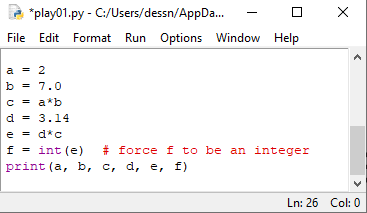 *play01.py - C:/Users/dessn/AppDa...
File Edit Format Run Options Window Help
a = 2
b = 7.0
c = a*b
d = 3.14
e = d*c
f = int(e)  # force f to be an integer
print(a, b, c, d, e, f)
Ln: 26 Col: 0